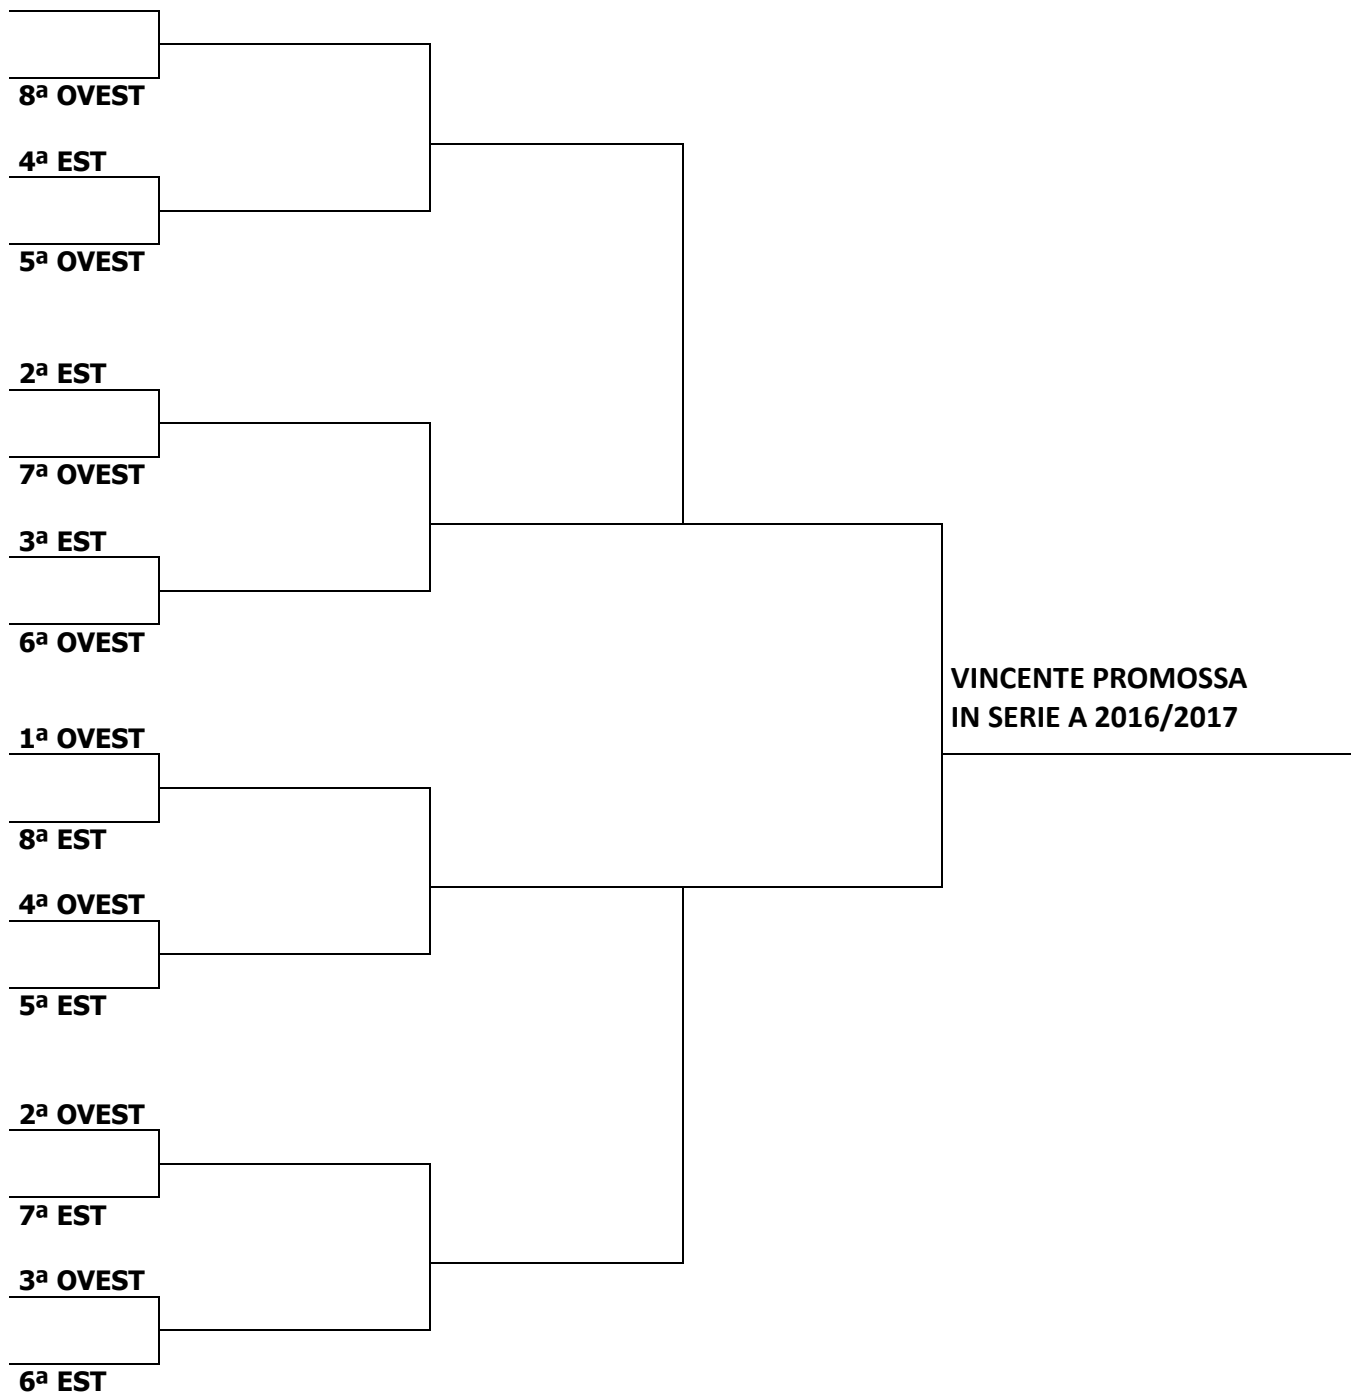 8ª OVEST
4ª EST
5ª OVEST
2ª EST
7ª OVEST
3ª EST
6ª OVEST
VINCENTE PROMOSSA
IN SERIE A 2016/2017
1ª OVEST
8ª EST
4ª OVEST
5ª EST
2ª OVEST
7ª EST
3ª OVEST
6ª EST